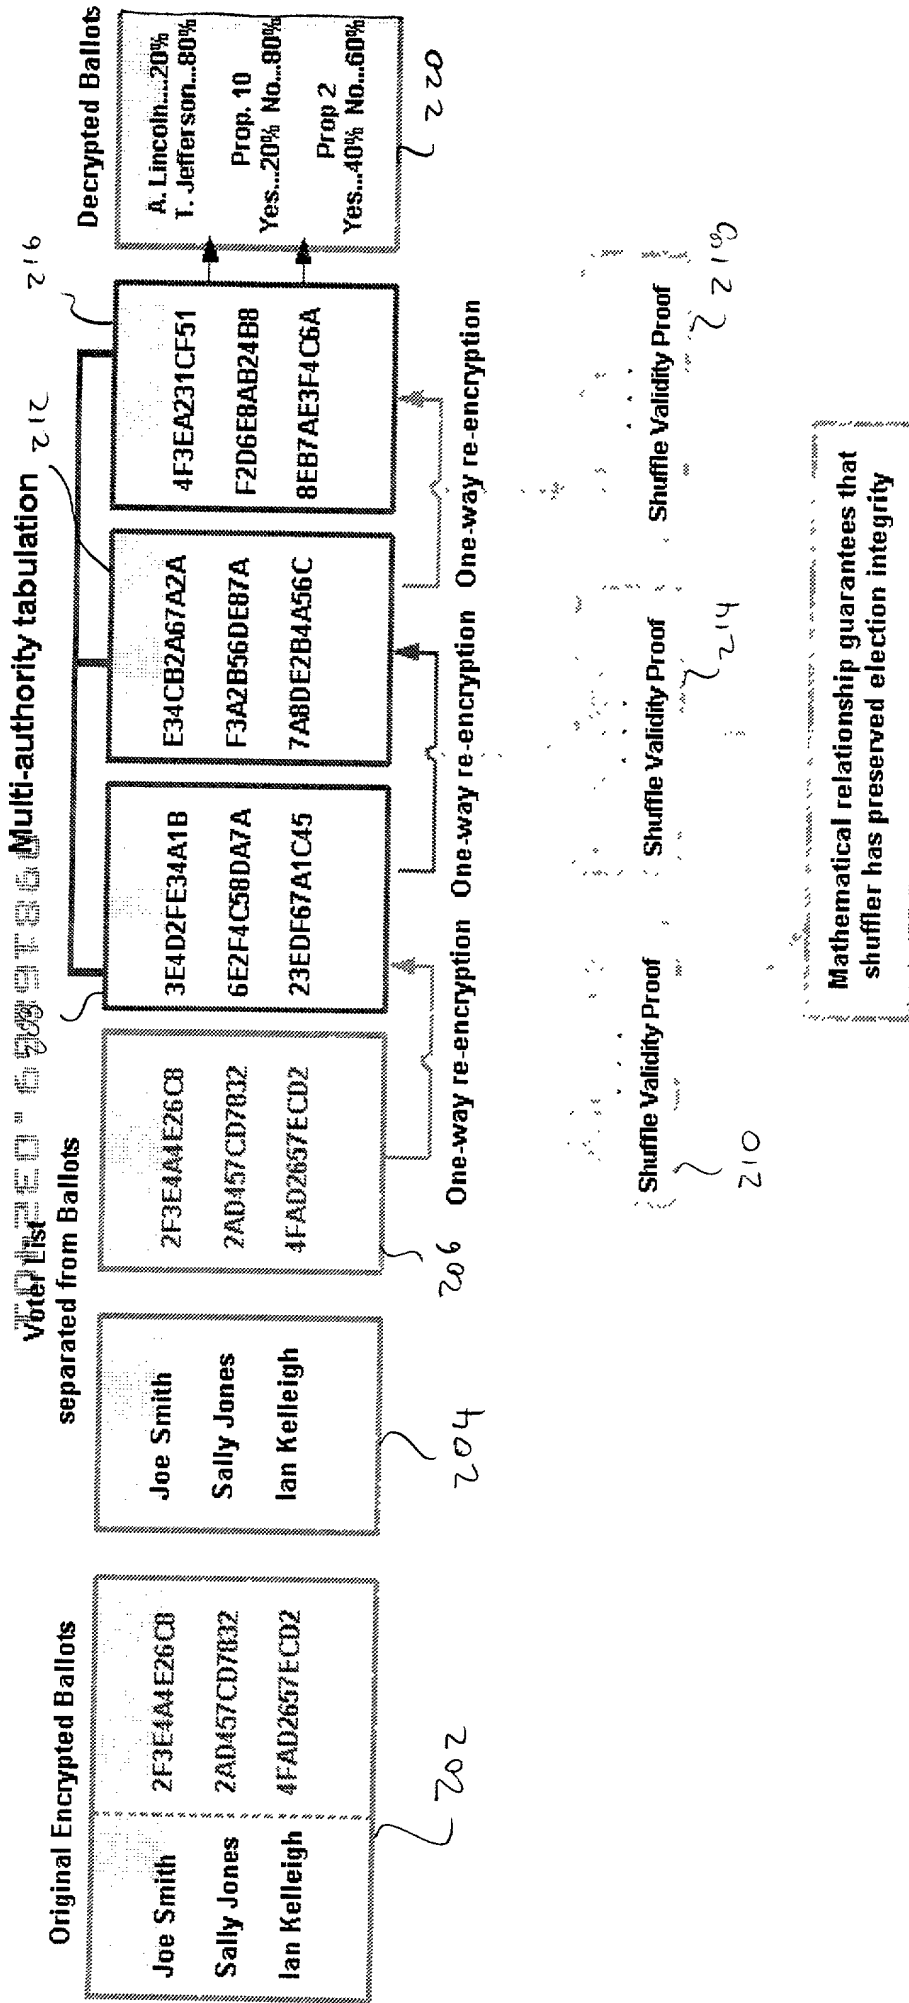 Multi-authority tabulation
Original Encrypted Ballots
Voter List
separated from Ballots
Decrypted Ballots
Joe Smith 2F3E4A4E26C8
Sally Jones 2AD457CD7832
Ian Kelleigh 4FAD2657ECD2
202
Joe Smith
Sally Jones
Ian Kelleigh
204
2F3E4A4E26C8
2AD457CD7832
4FAD2657ECD2
206
3E4D2FE34A1B
6E2F4C58DA7A
23EDF67A1C45
212
E34CB2A67A2A
F3A2B56DE87A
7A8DE2B4A56C
216
4F3EA231CF51
F2D6E8AB24B8
8EB7AE3F4C6A
A. Lincoln....20%
T. Jefferson...80%
Prop. 10
Yes...20% No...80%
Prop 2
Yes...40% No...60%
220
One-way re-encryption
One-way re-encryption
One-way re-encryption
Shuffle Validity Proof
210
Shuffle Validity Proof
214
Shuffle Validity Proof
218
Mathematical relationship guarantees that
shuffler has preserved election integrity